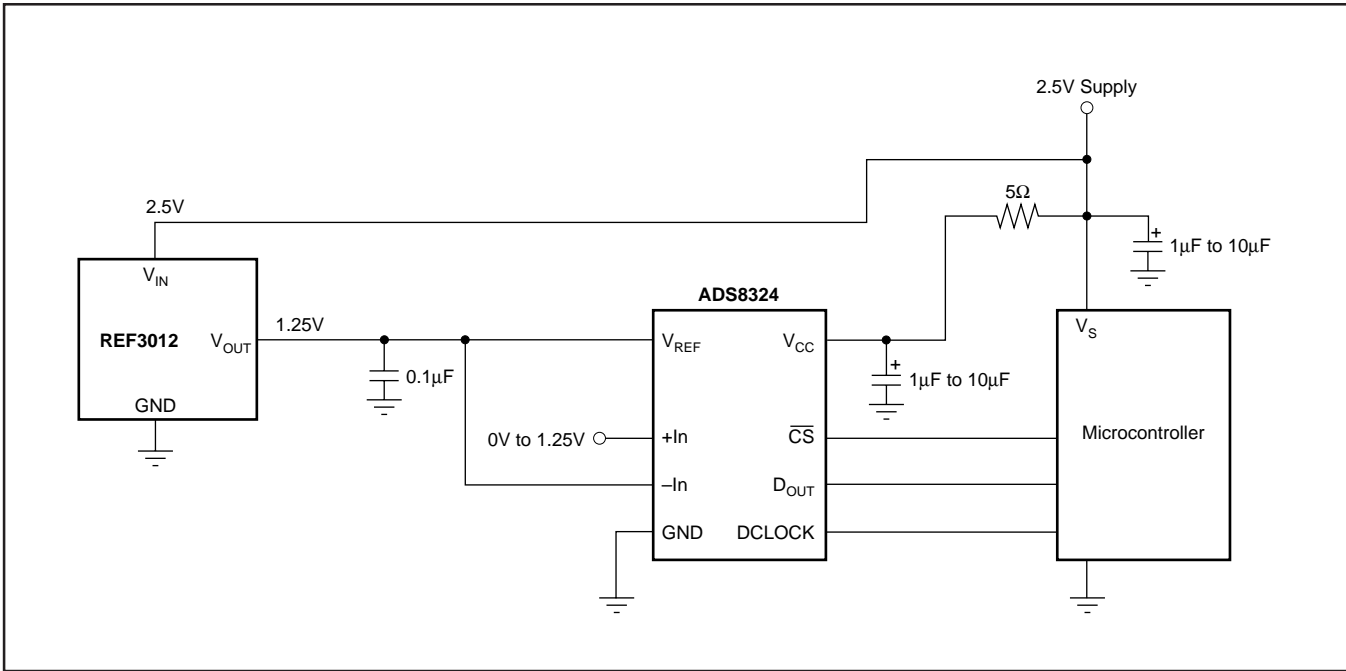 2.5V Supply
2.5V
5Ω
1µF to 10µF
V_IN
REF3012
V_OUT
GND
1.25V
0.1µF
0V to 1.25V
ADS8324
V_REF
V_CC
+In
C̅S̅
–In
D_OUT
GND
DCLOCK
1µF to 10µF
V_S
Microcontroller